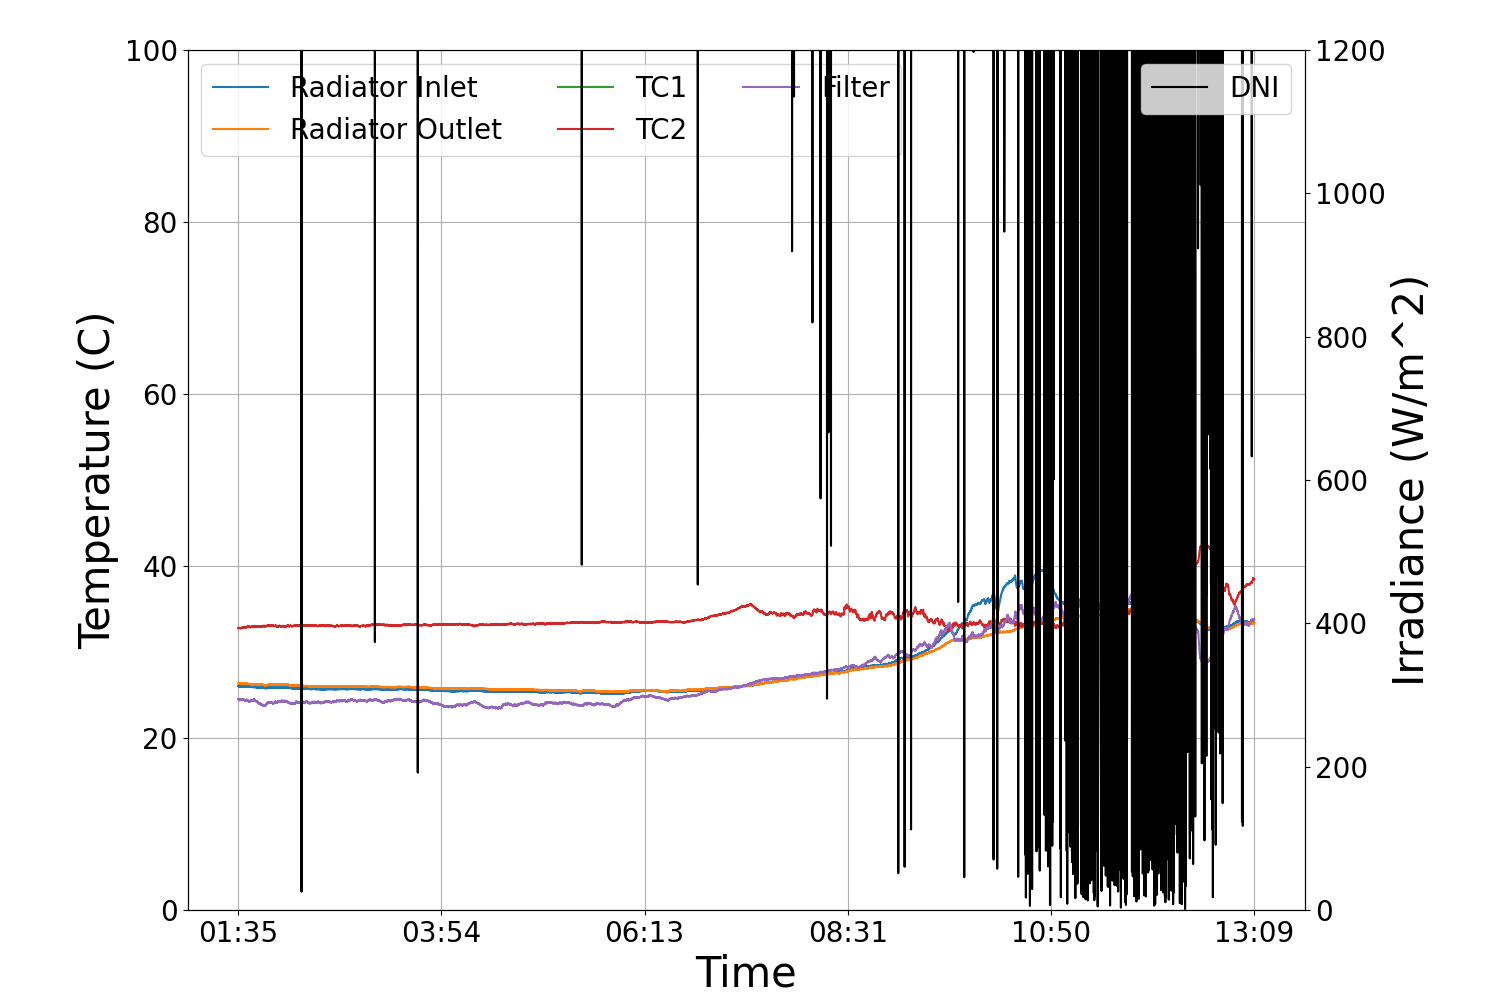 100
80
60
40
20
0
Temperature (C)
Radiator Inlet
Radiator Outlet
TC1
TC2
Filter
DNI
1200
1000
800
600
400
200
0
Irradiance (W/m^2)
01:35 03:54 06:13 08:31 10:50 13:09
Time